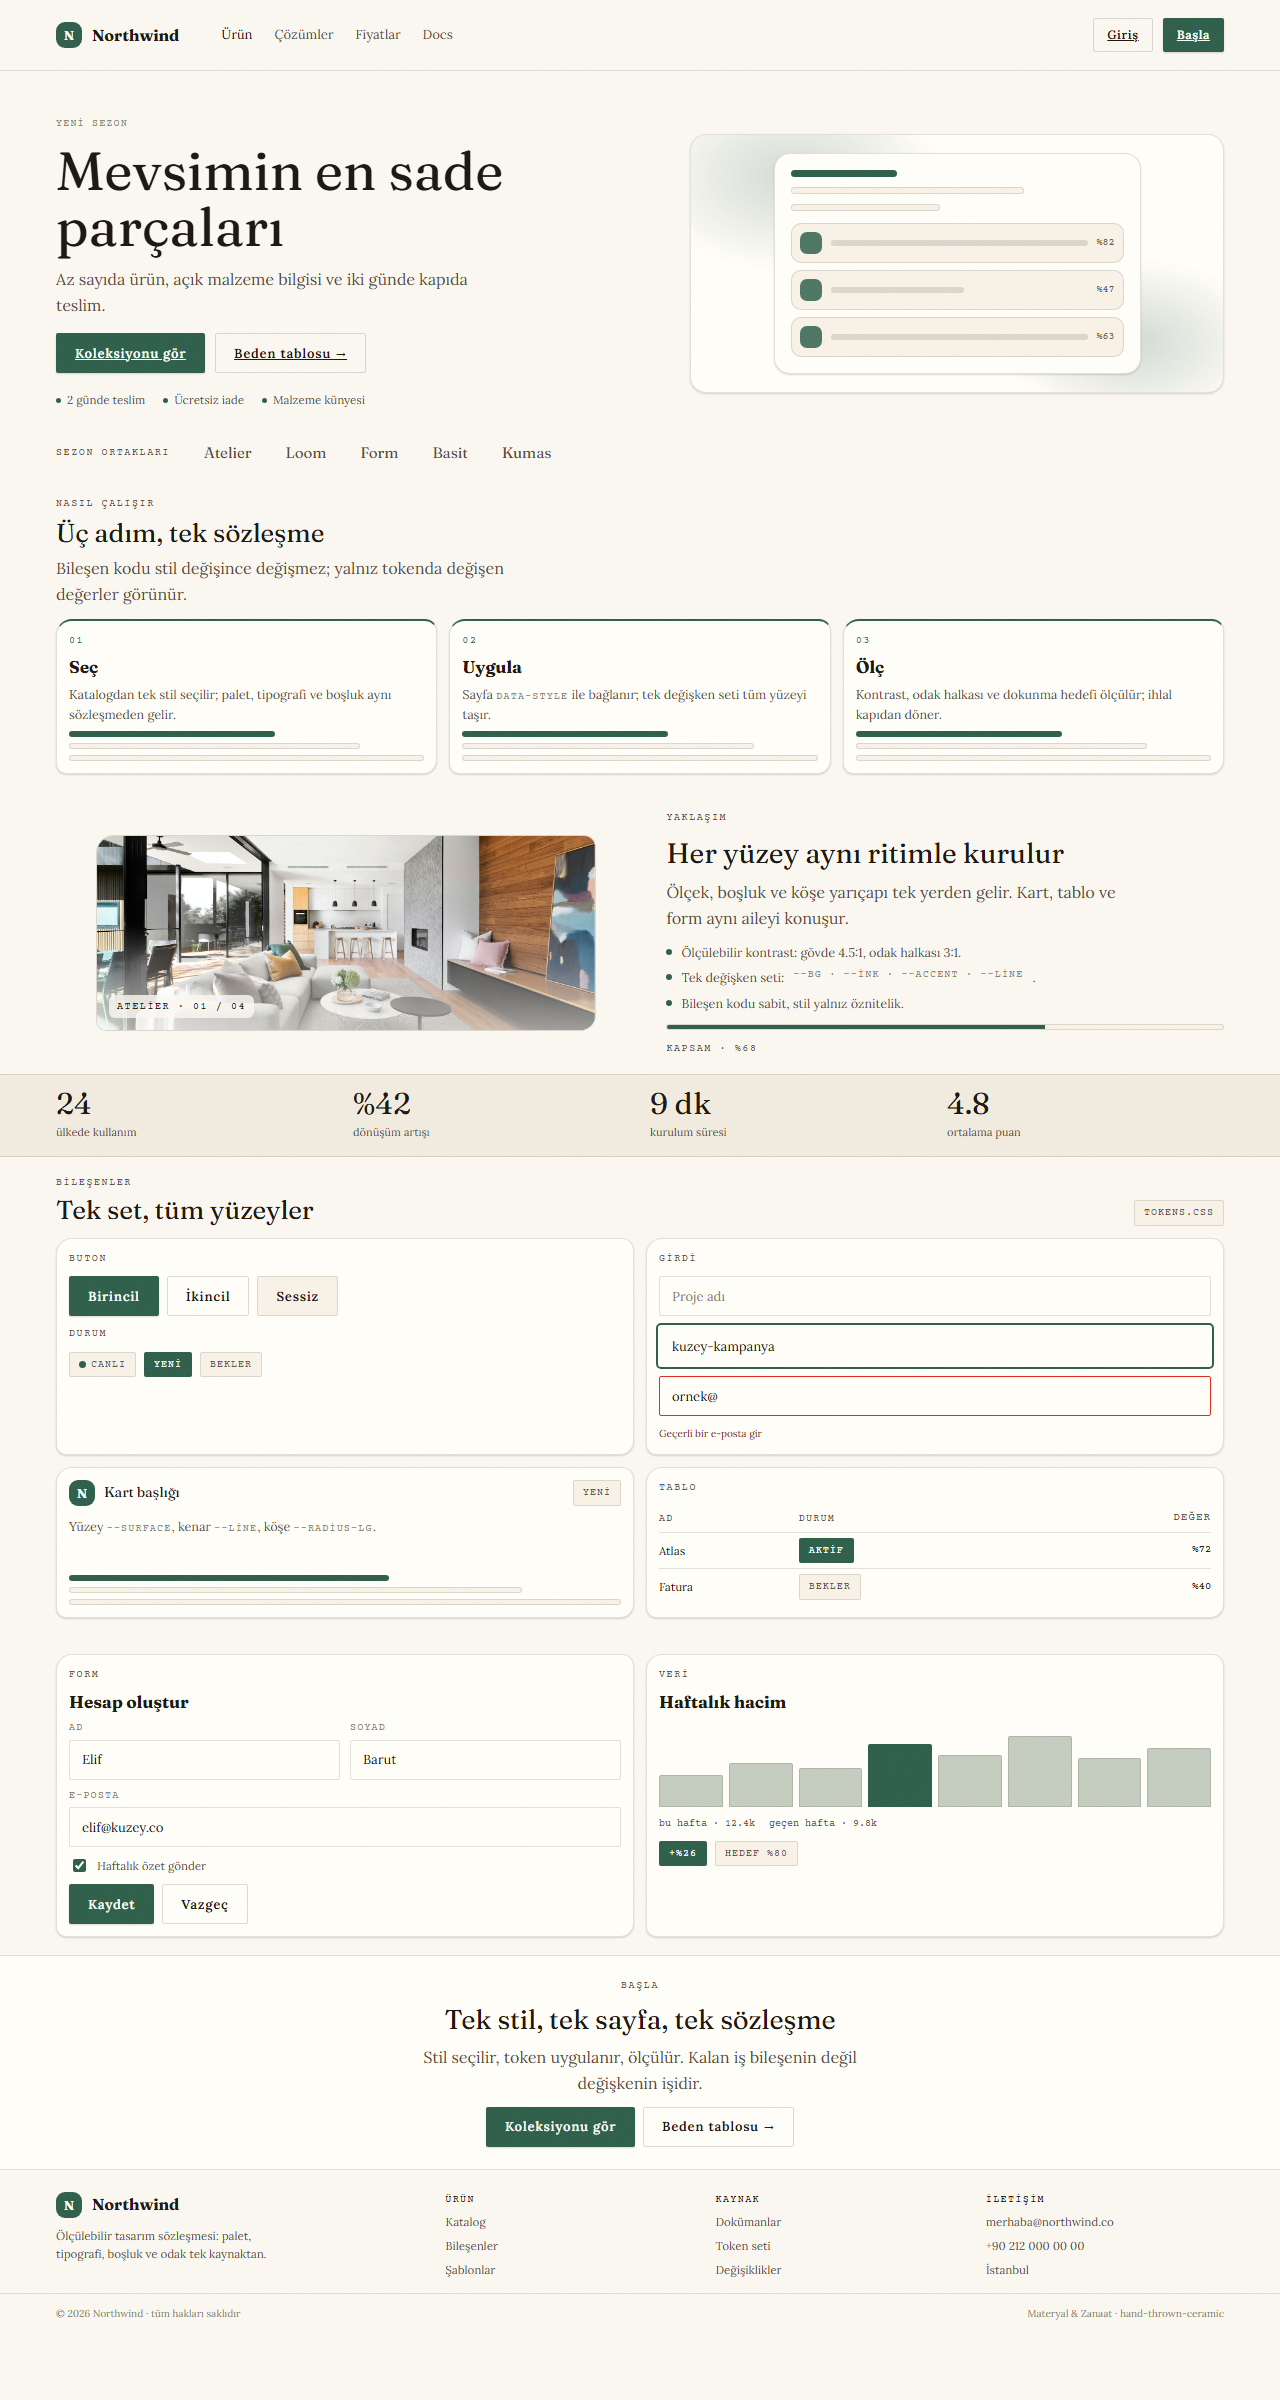 N Northwind Ürün Çözümler Fiyatlar Docs Giriş Başla
YENİ SEZON
Mevsimin en sade
parçaları
Az sayıda ürün, açık malzeme bilgisi ve iki günde kapıda
teslim.
Koleksiyonu gör Beden tablosu →
2 günde teslim Ücretsiz iade Malzeme künyesi
%82
%47
%63
SEZON ORTAKLARI Atelier Loom Form Basit Kumas
NASIL ÇALIŞIR
Üç adım, tek sözleşme
Bileşen kodu stil değişince değişmez; yalnız tokenda değişen
değerler görünür.
01
Seç
Katalogdan tek stil seçilir; palet, tipografi ve boşluk aynı
sözleşmeden gelir.
02
Uygula
Sayfa DATA-STYLE ile bağlanır; tek değişken seti tüm yüzeyi
taşır.
03
Ölç
Kontrast, odak halkası ve dokunma hedefi ölçülür; ihlal
kapıdan döner.
ATELİER · 01 / 04
YAKLAŞIM
Her yüzey aynı ritimle kurulur
Ölçek, boşluk ve köşe yarıçapı tek yerden gelir. Kart, tablo ve
form aynı aileyi konuşur.
Ölçülebilir kontrast: gövde 4.5:1, odak halkası 3:1.
Tek değişken seti: --BG · --İNK · --ACCENT · --LİNE .
Bileşen kodu sabit, stil yalnız öznitelik.
KAPSAM · %68
24
ülkede kullanım
%42
dönüşüm artışı
9 dk
kurulum süresi
4.8
ortalama puan
BİLEŞENLER
Tek set, tüm yüzeyler
TOKENS.CSS
BUTON
Birincil İkincil Sessiz
DURUM
CANLI YENİ BEKLER
GİRDİ
Proje adı
kuzey-kampanya
ornek@
Geçerli bir e-posta gir
N Kart başlığı YENİ
Yüzey --SURFACE, kenar --LİNE, köşe --RADİUS-LG.
TABLO
AD DURUM DEĞER
Atlas AKTİF %72
Fatura BEKLER %40
FORM
Hesap oluştur
AD SOYAD
Elif Barut
E-POSTA
elif@kuzey.co
Haftalık özet gönder
Kaydet Vazgeç
VERİ
Haftalık hacim
bu hafta · 12.4k geçen hafta · 9.8k
+%26 HEDEF %80
BAŞLA
Tek stil, tek sayfa, tek sözleşme
Stil seçilir, token uygulanır, ölçülür. Kalan iş bileşenin değil
değişkenin işidir.
Koleksiyonu gör Beden tablosu →
N Northwind
Ölçülebilir tasarım sözleşmesi: palet,
tipografi, boşluk ve odak tek kaynaktan.
ÜRÜN
Katalog
Bileşenler
Şablonlar
KAYNAK
Dokümanlar
Token seti
Değişiklikler
İLETİŞİM
merhaba@northwind.co
+90 212 000 00 00
İstanbul
© 2026 Northwind · tüm hakları saklıdır
Materyal & Zanaat · hand-thrown-ceramic